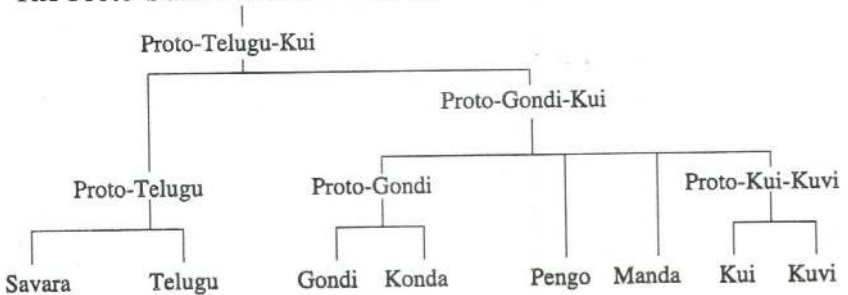 Proto-Telugu-Kui
Proto-Gondi-Kui
Proto-Telugu Proto-Gondi Proto-Kui-Kuvi
Savara Telugu Gondi Konda Pengo Manda Kui Kuvi